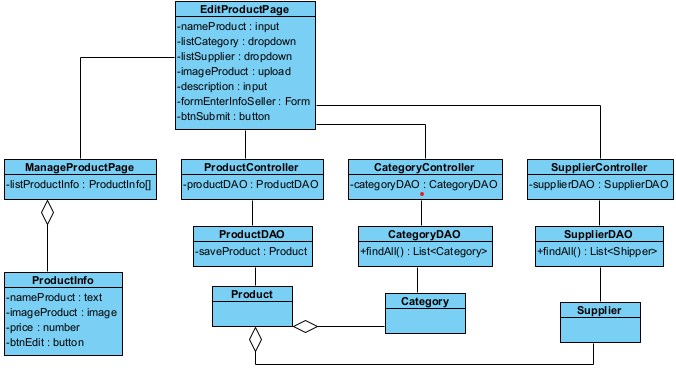 EditProductPage
-nameProduct : input
-listCategory : dropdown
-listSupplier : dropdown
-imageProduct : upload
-description : input
-formEnterInfoSeller : Form
-btnSubmit : button
ManageProductPage
-listProductInfo : ProductInfo[]
ProductController
-productDAO : ProductDAO
CategoryController
-categoryDAO : CategoryDAO
SupplierController
-supplierDAO : SupplierDAO
ProductDAO
-saveProduct : Product
CategoryDAO
+findAll() : List<Category>
SupplierDAO
+findAll() : List<Shipper>
ProductInfo
-nameProduct : text
-imageProduct : image
-price : number
-btnEdit : button
Product
Category
Supplier